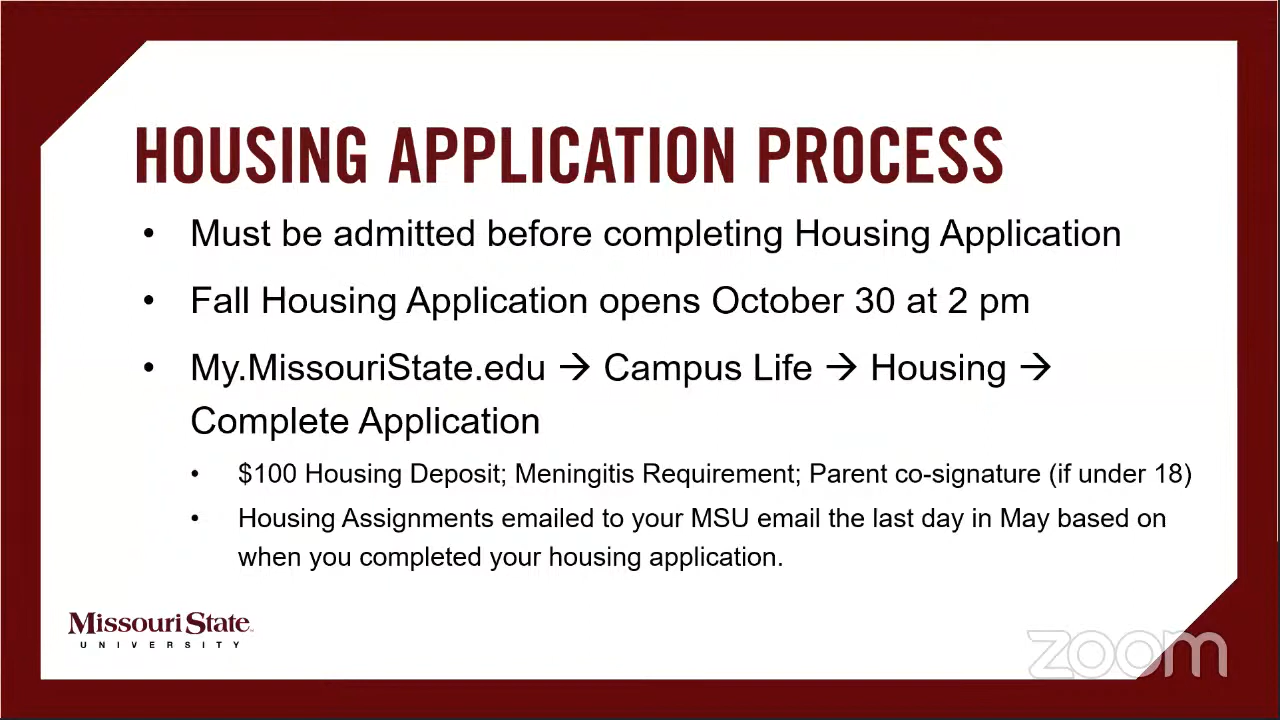 HOUSING APPLICATION PROCESS
• Must be admitted before completing Housing Application
• Fall Housing Application opens October 30 at 2 pm
• My.MissouriState.edu → Campus Life → Housing →
Complete Application
• $100 Housing Deposit; Meningitis Requirement; Parent co-signature (if under 18)
• Housing Assignments emailed to your MSU email the last day in May based on
when you completed your housing application.
Missouri State
UNIVERSITY
zoom